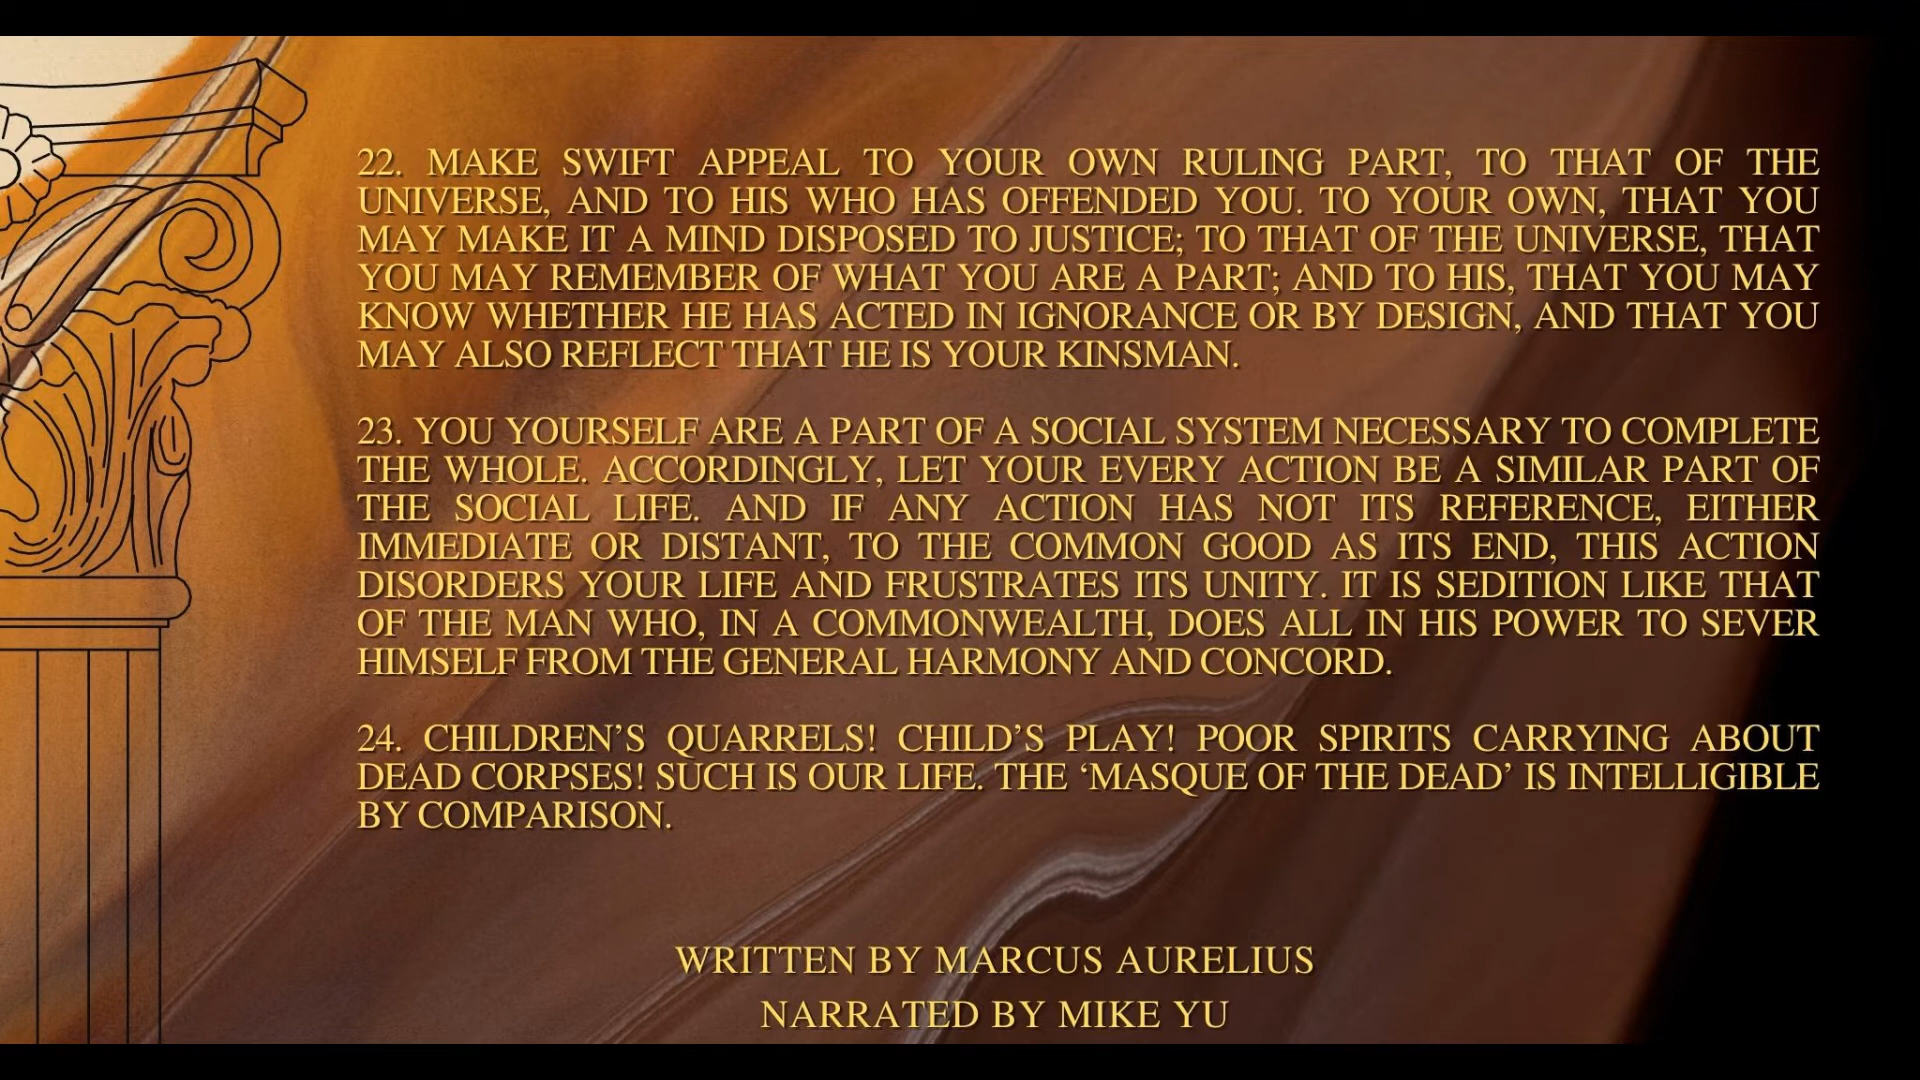 22. MAKE SWIFT APPEAL TO YOUR OWN RULING PART, TO THAT OF THE
UNIVERSE, AND TO HIS WHO HAS OFFENDED YOU. TO YOUR OWN, THAT YOU
MAY MAKE IT A MIND DISPOSED TO JUSTICE; TO THAT OF THE UNIVERSE, THAT
YOU MAY REMEMBER OF WHAT YOU ARE A PART; AND TO HIS, THAT YOU MAY
KNOW WHETHER HE HAS ACTED IN IGNORANCE OR BY DESIGN, AND THAT YOU
MAY ALSO REFLECT THAT HE IS YOUR KINSMAN.
23. YOU YOURSELF ARE A PART OF A SOCIAL SYSTEM NECESSARY TO COMPLETE
THE WHOLE. ACCORDINGLY, LET YOUR EVERY ACTION BE A SIMILAR PART OF
THE SOCIAL LIFE. AND IF ANY ACTION HAS NOT ITS REFERENCE, EITHER
IMMEDIATE OR DISTANT, TO THE COMMON GOOD AS ITS END, THIS ACTION
DISORDERS YOUR LIFE AND FRUSTRATES ITS UNITY. IT IS SEDITION LIKE THAT
OF THE MAN WHO, IN A COMMONWEALTH, DOES ALL IN HIS POWER TO SEVER
HIMSELF FROM THE GENERAL HARMONY AND CONCORD.
24. CHILDREN’S QUARRELS! CHILD’S PLAY! POOR SPIRITS CARRYING ABOUT
DEAD CORPSES! SUCH IS OUR LIFE. THE ‘MASQUE OF THE DEAD’ IS INTELLIGIBLE
BY COMPARISON.
WRITTEN BY MARCUS AURELIUS
NARRATED BY MIKE YU